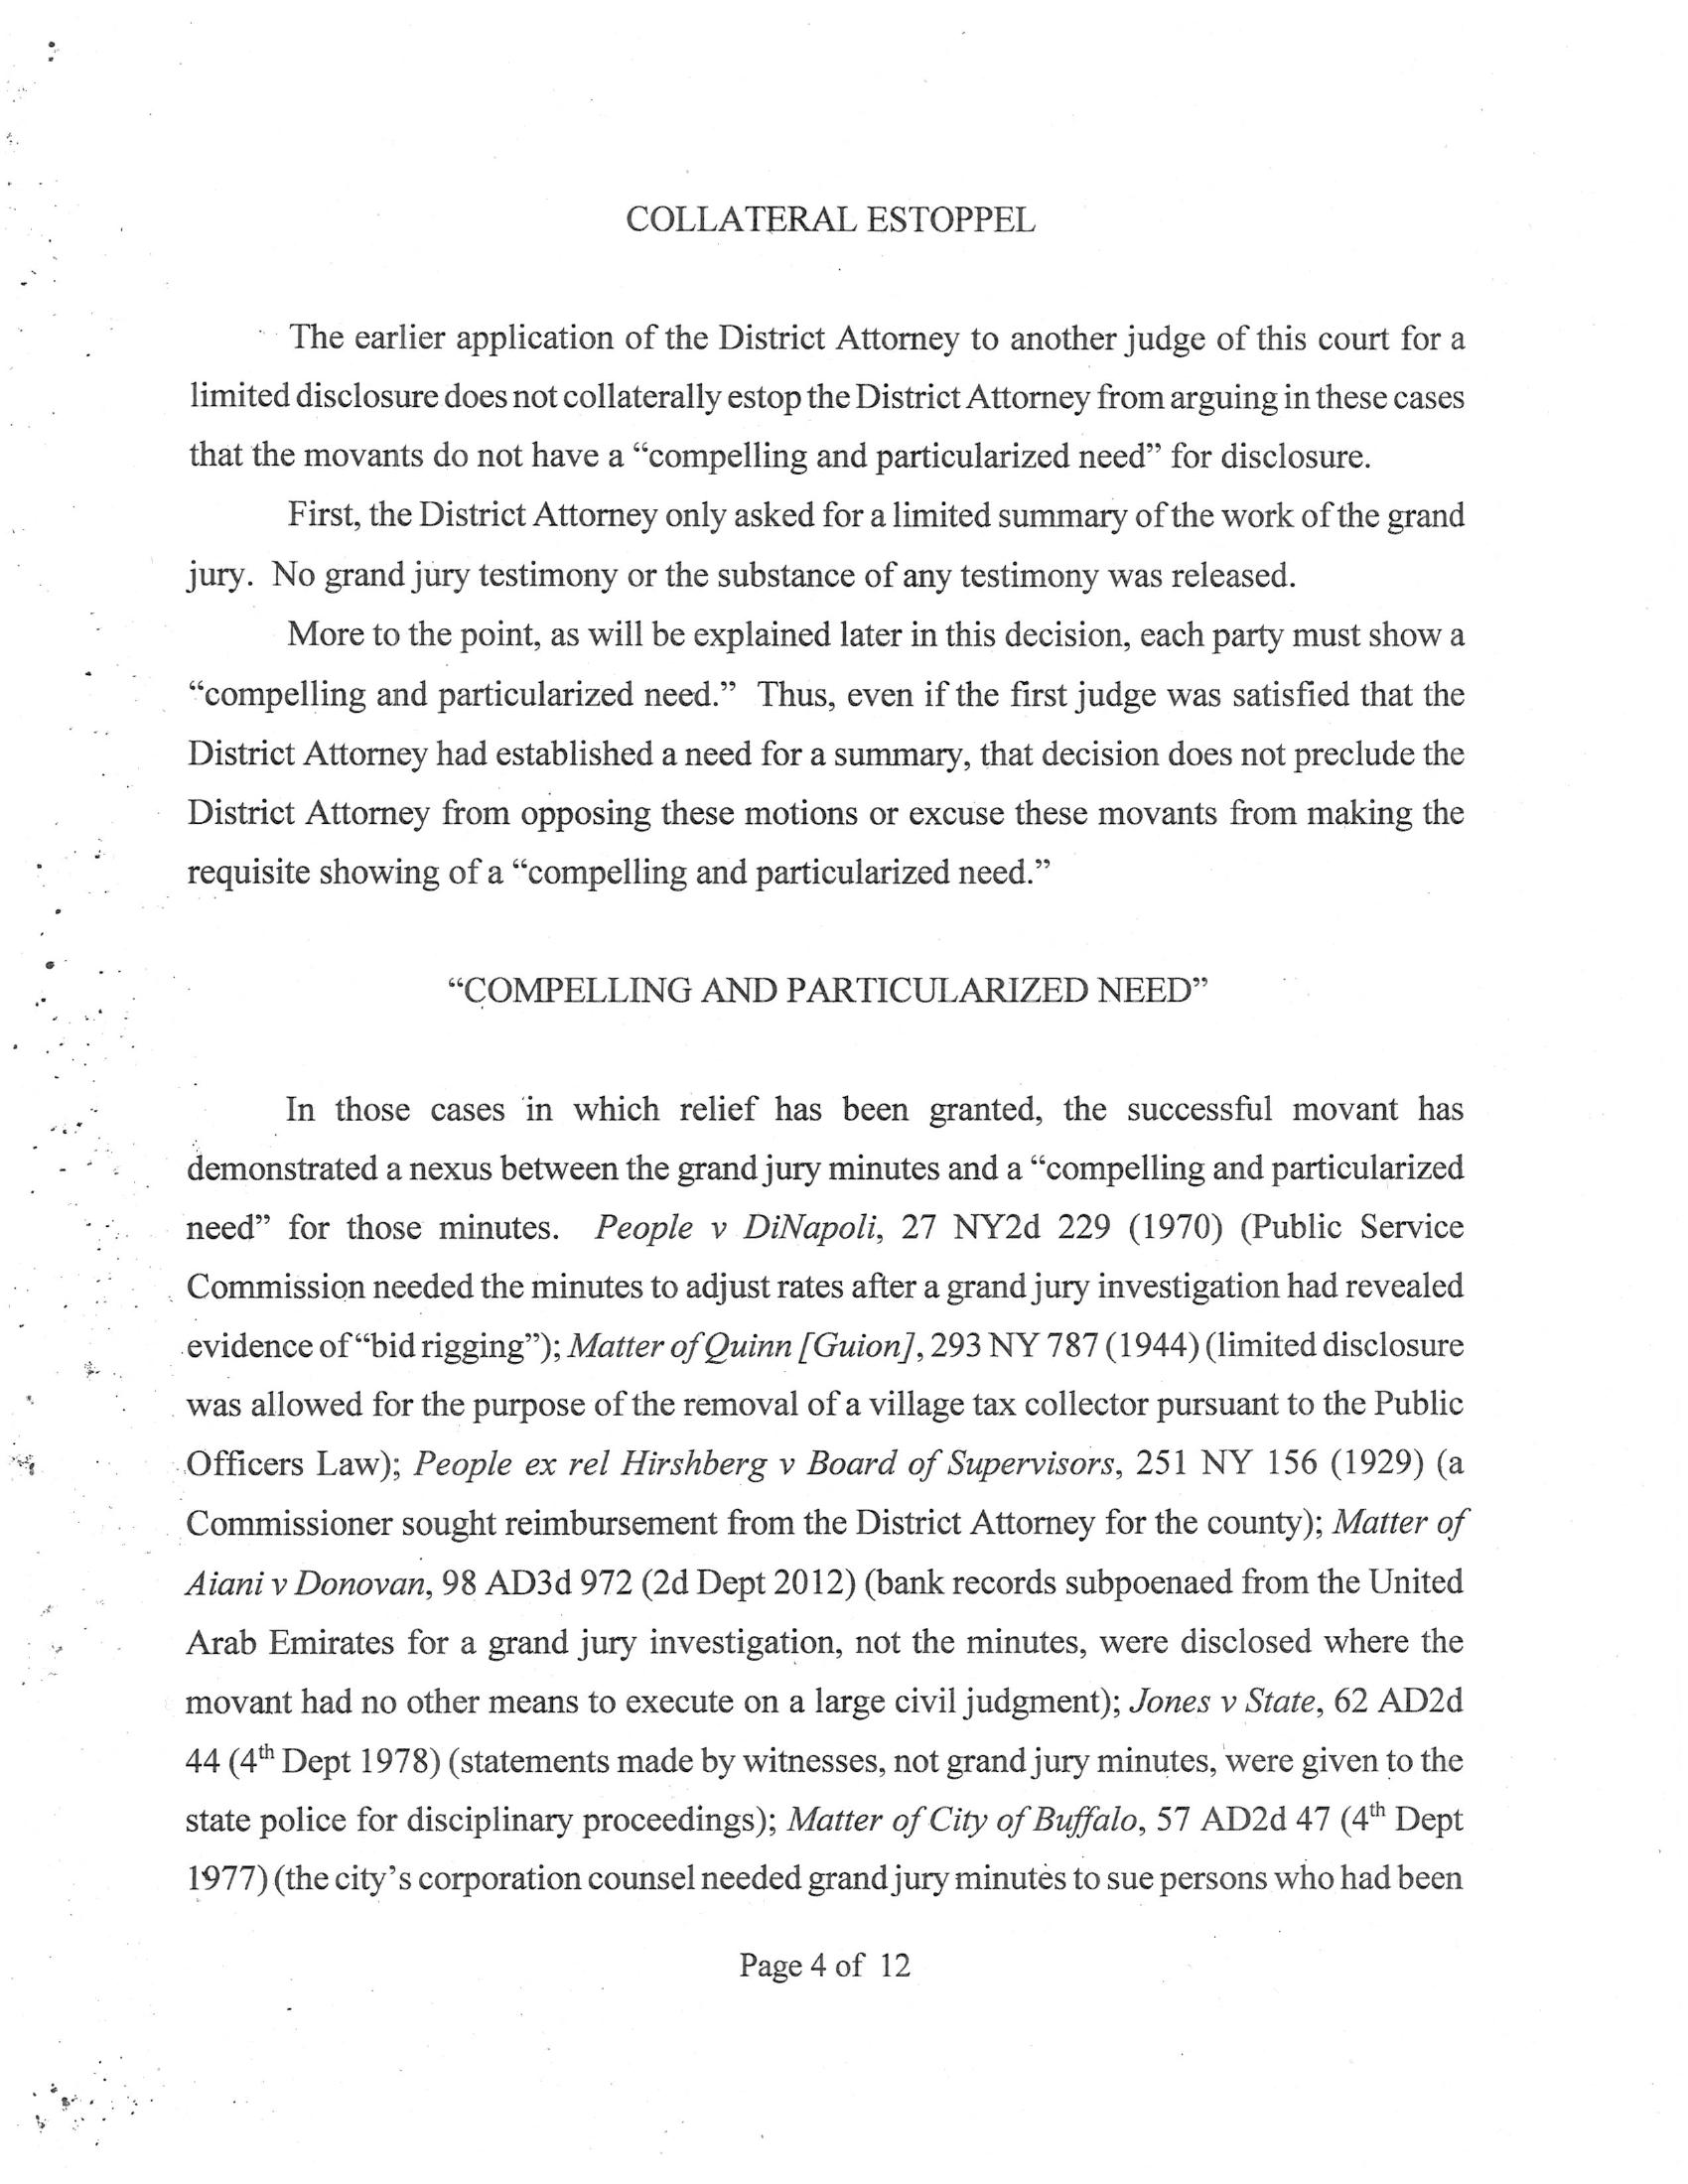 COLLATERAL ESTOPPEL
The earlier application of the District Attorney to another judge of this court for a
limited disclosure does not collaterally estop the District Attorney from arguing in these cases
that the movants do not have a “compelling and particularized need” for disclosure.
First, the District Attorney only asked for a limited summary of the work of the grand
jury. No grand jury testimony or the substance of any testimony was released.
More to the point, as will be explained later in this decision, each party must show a
“compelling and particularized need.” Thus, even if the first judge was satisfied that the
District Attorney had established a need for a summary, that decision does not preclude the
District Attorney from opposing these motions or excuse these movants from making the
requisite showing of a “compelling and particularized need.”
“COMPELLING AND PARTICULARIZED NEED”
In those cases in which relief has been granted, the successful movant has
demonstrated a nexus between the grand jury minutes and a “compelling and particularized
need” for those minutes. People v DiNapoli, 27 NY2d 229 (1970) (Public Service
Commission needed the minutes to adjust rates after a grand jury investigation had revealed
evidence of “bid rigging”); Matter of Quinn [Guion], 293 NY 787 (1944) (limited disclosure
was allowed for the purpose of the removal of a village tax collector pursuant to the Public
Officers Law); People ex rel Hirshberg v Board of Supervisors, 251 NY 156 (1929) (a
Commissioner sought reimbursement from the District Attorney for the county); Matter of
Aiani v Donovan, 98 AD3d 972 (2d Dept 2012) (bank records subpoenaed from the United
Arab Emirates for a grand jury investigation, not the minutes, were disclosed where the
movant had no other means to execute on a large civil judgment); Jones v State, 62 AD2d
44 (4th Dept 1978) (statements made by witnesses, not grand jury minutes, were given to the
state police for disciplinary proceedings); Matter of City of Buffalo, 57 AD2d 47 (4th Dept
1977) (the city’s corporation counsel needed grand jury minutes to sue persons who had been
Page 4 of 12